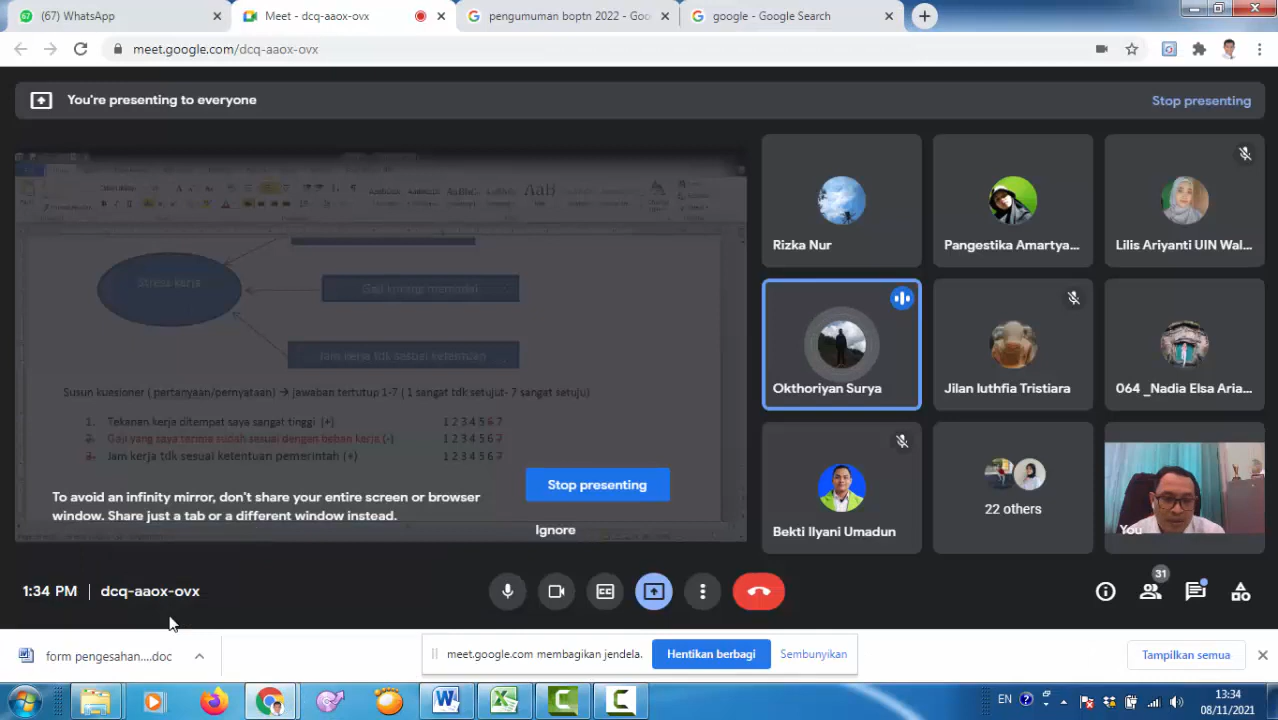 (67) WhatsApp
Meet - dcq-aaox-ovx
pengumuman boptn 2022 - Goo
google - Google Search
meet.google.com/dcq-aaox-ovx
You're presenting to everyone
Stop presenting
Stress kerja
Gaji kurang memadai
Jam kerja tdk sesuai ketentuan
Susun kuesioner ( pertanyaan/pernyataan) → jawaban tertutup 1-7 ( 1 sangat tdk setujut- 7 sangat setuju)
1. Tekanan kerja ditempat saya sangat tinggi (+) 1 2 3 4 5 6 7
2. Gaji yang saya terima sudah sesuai dengan beban kerja (-) 1 2 3 4 5 6 7
3. Jam kerja tdk sesuai ketentuan pemerintah (+) 1 2 3 4 5 6 7
To avoid an infinity mirror, don't share your entire screen or browser
window. Share just a tab or a different window instead.
Stop presenting
Ignore
Rizka Nur
Pangestika Amartya...
Lilis Ariyanti UIN Wal...
Okthoriyan Surya
Jilan luthfia Tristiara
064 _Nadia Elsa Aria...
Bekti Ilyani Umadun
22 others
You
1:34 PM | dcq-aaox-ovx
31
form pengesahan....doc
meet.google.com membagikan jendela.
Hentikan berbagi
Sembunyikan
Tampilkan semua
EN
13:34
08/11/2021